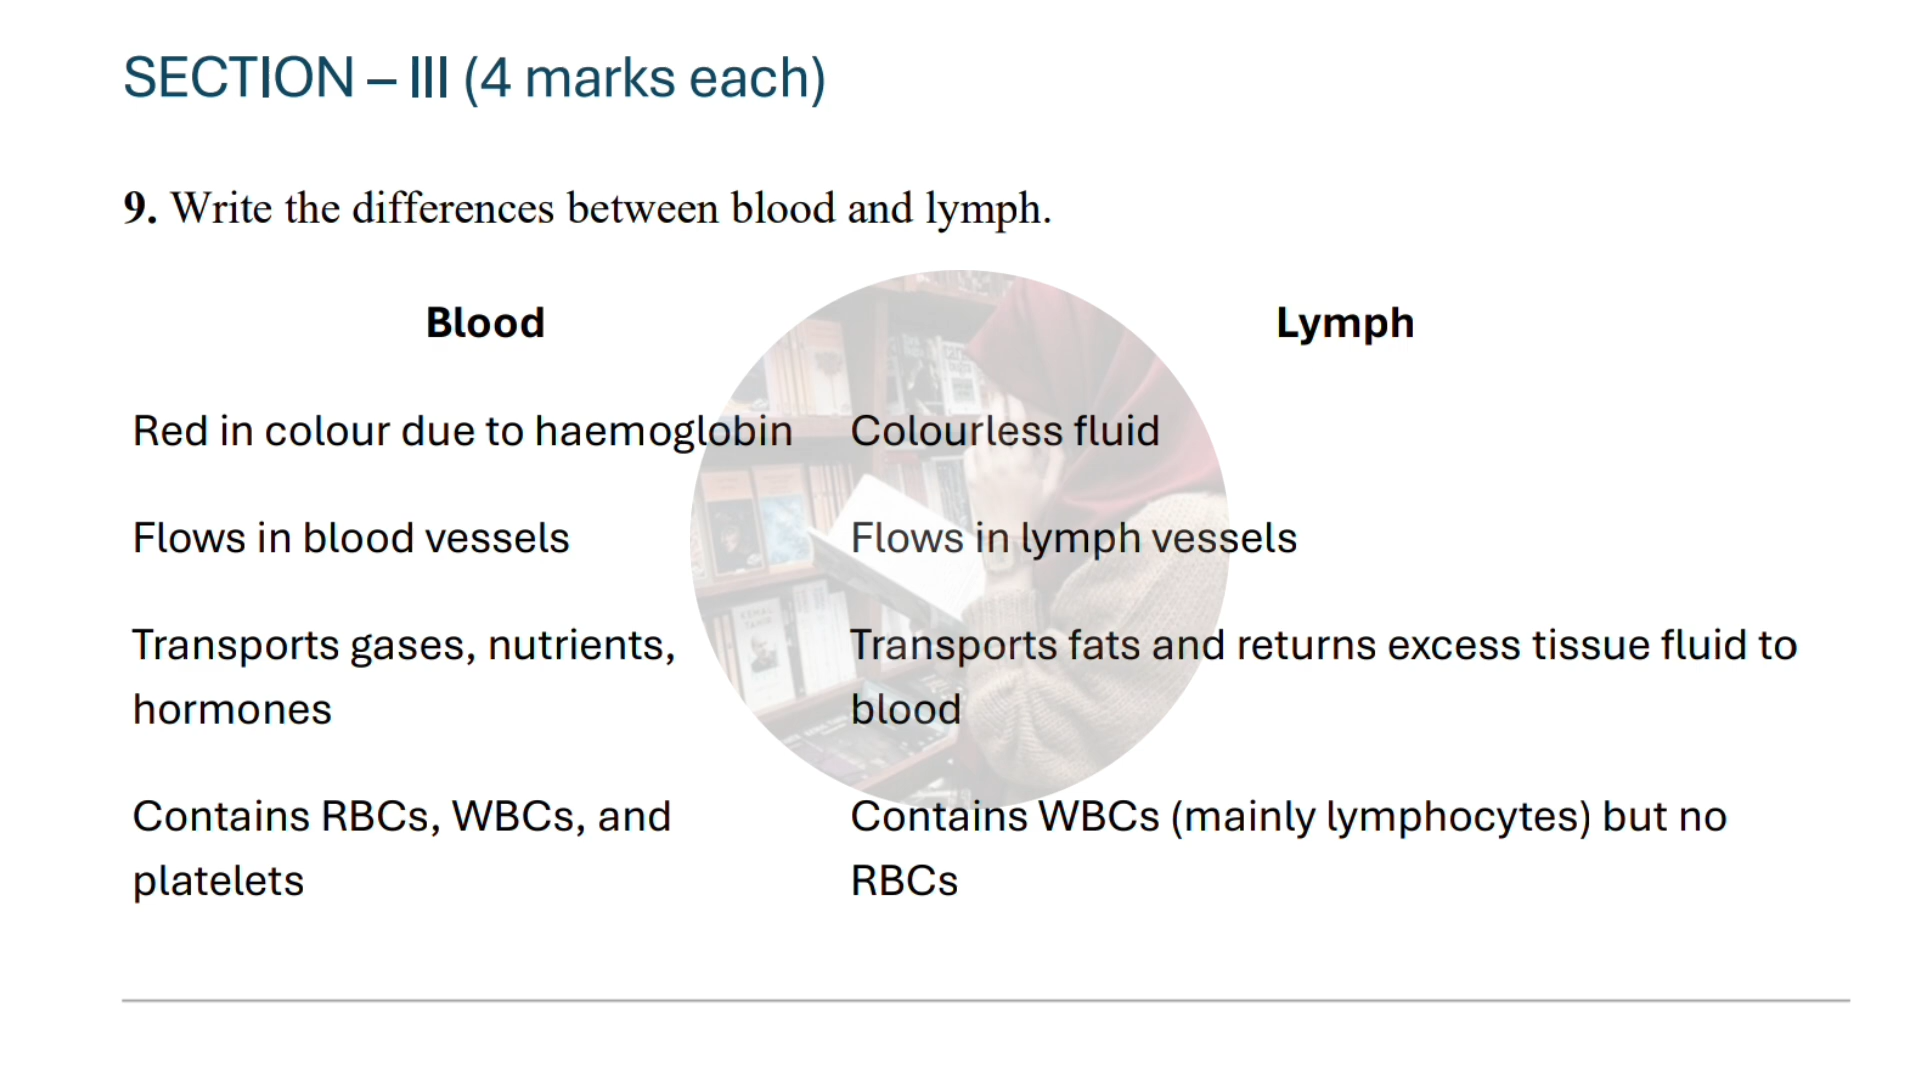 SECTION – III (4 marks each)
9. Write the differences between blood and lymph.
Blood Lymph
Red in colour due to haemoglobin Colourless fluid
Flows in blood vessels Flows in lymph vessels
Transports gases, nutrients, Transports fats and returns excess tissue fluid to
hormones blood
Contains RBCs, WBCs, and Contains WBCs (mainly lymphocytes) but no
platelets RBCs